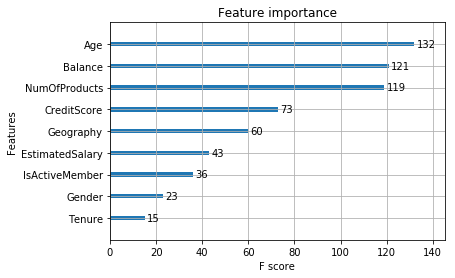 Feature importance
Features
Age 132
Balance 121
NumOfProducts 119
CreditScore 73
Geography 60
EstimatedSalary 43
IsActiveMember 36
Gender 23
Tenure 15
0 20 40 60 80 100 120 140
F score